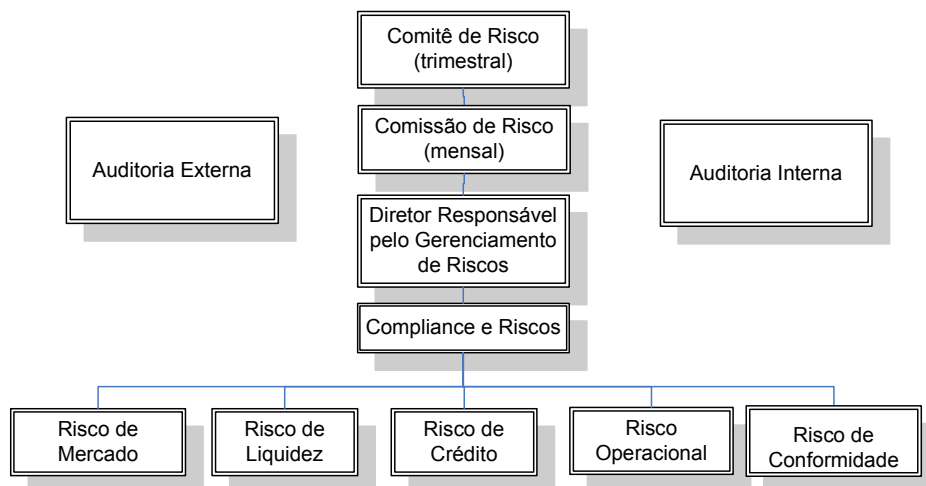 Comitê de Risco
(trimestral)
Comissão de Risco
(mensal)
Auditoria Externa
Auditoria Interna
Diretor Responsável
pelo Gerenciamento
de Riscos
Compliance e Riscos
Risco de
Mercado
Risco de
Liquidez
Risco de
Crédito
Risco
Operacional
Risco de
Conformidade